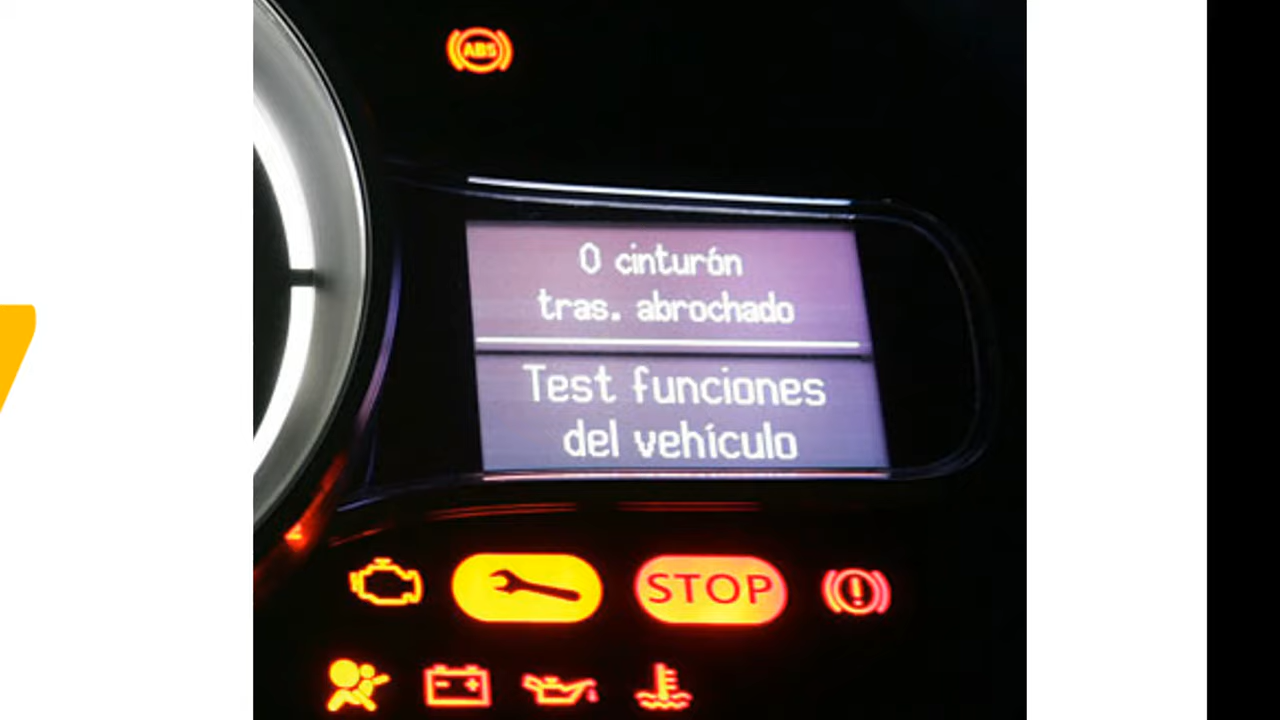 ABS
0 cinturón
tras. abrochado
Test funciones
del vehículo
STOP